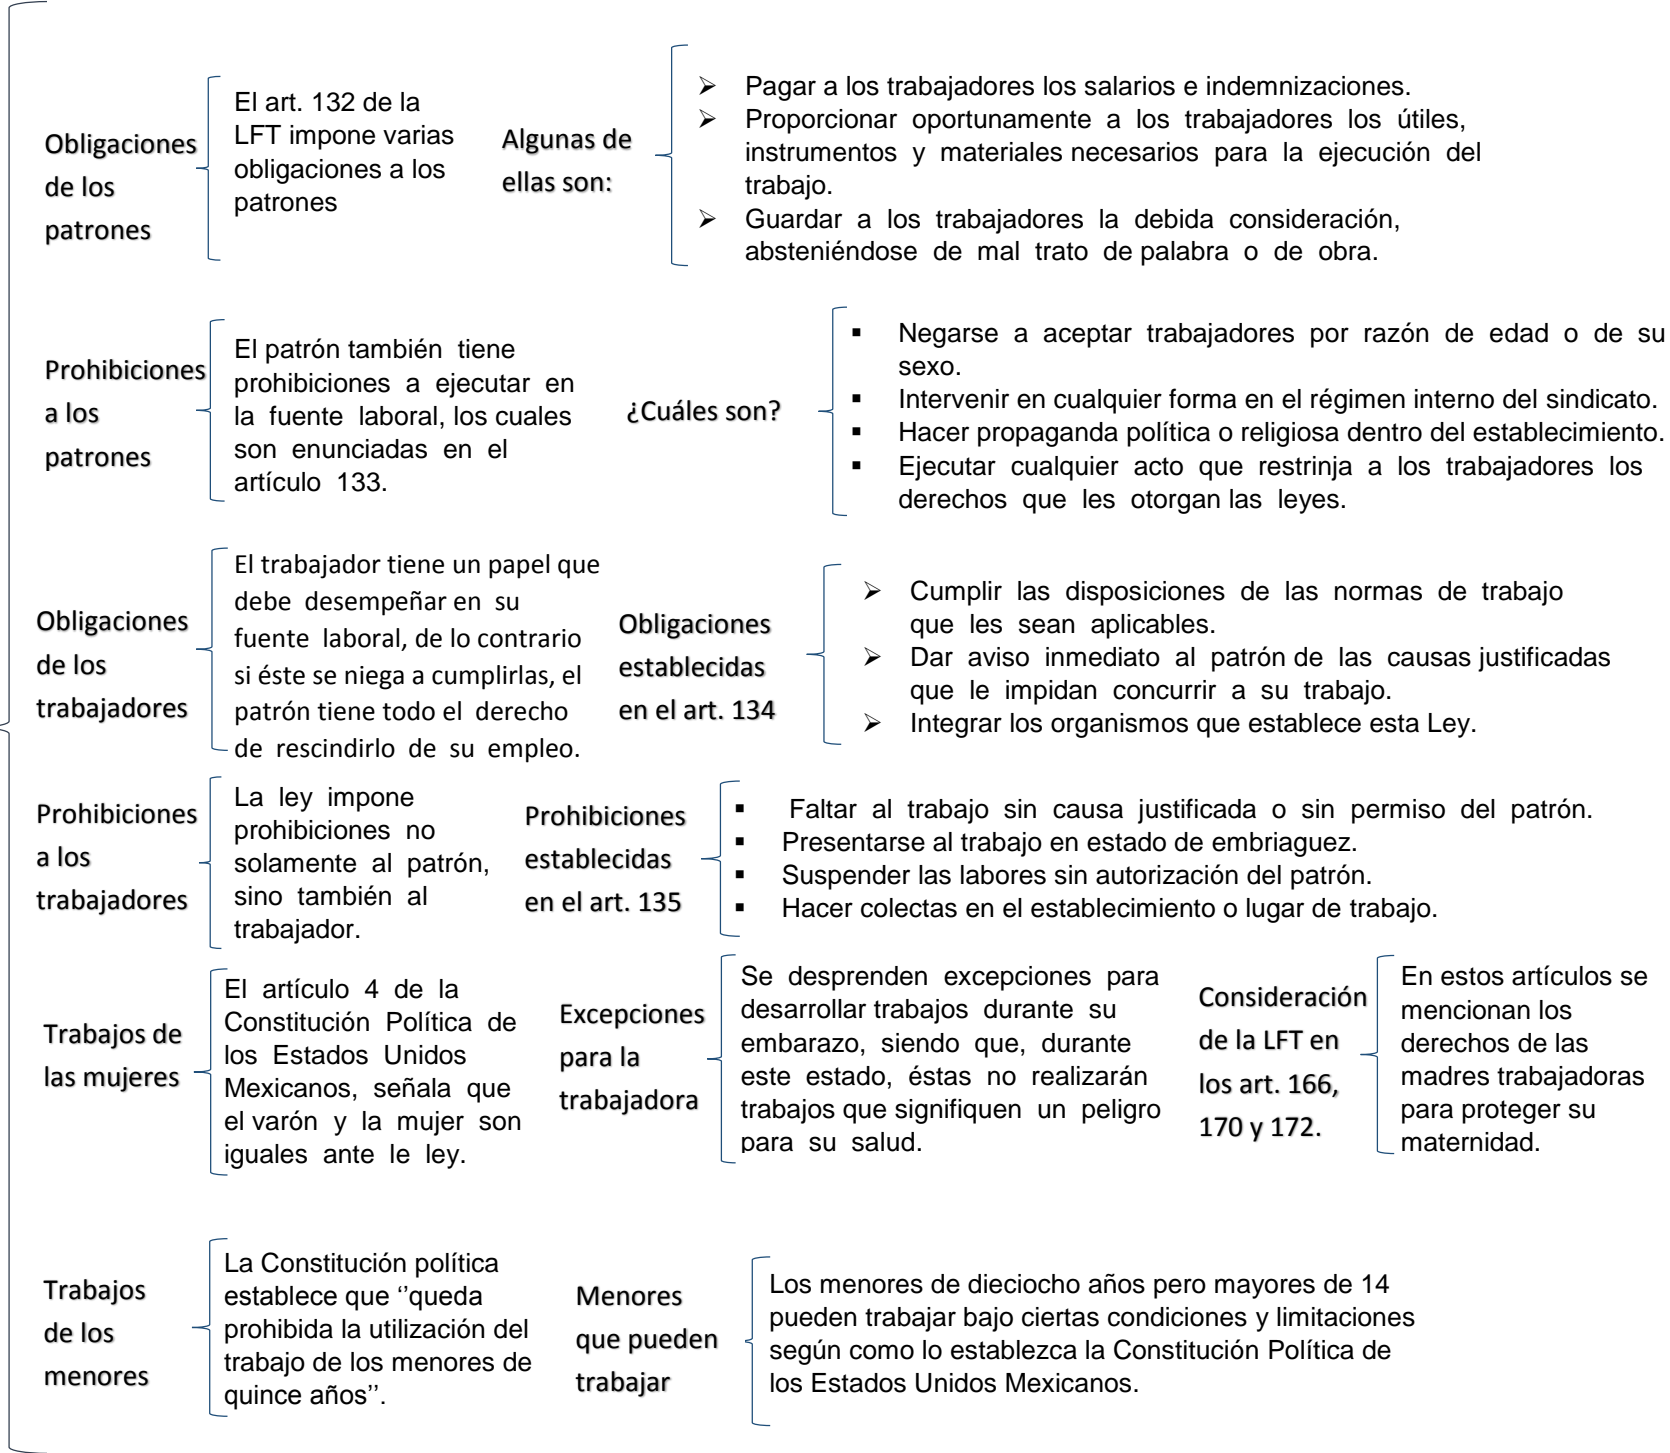 Obligaciones
de los
patrones
El art. 132 de la
LFT impone varias
obligaciones a los
patrones
Algunas de
ellas son:
➢ Pagar a los trabajadores los salarios e indemnizaciones.
➢ Proporcionar oportunamente a los trabajadores los útiles,
instrumentos y materiales necesarios para la ejecución del
trabajo.
➢ Guardar a los trabajadores la debida consideración,
absteniéndose de mal trato de palabra o de obra.
Prohibiciones
a los
patrones
El patrón también tiene
prohibiciones a ejecutar en
la fuente laboral, los cuales
son enunciadas en el
artículo 133.
¿Cuáles son?
▪ Negarse a aceptar trabajadores por razón de edad o de su
sexo.
▪ Intervenir en cualquier forma en el régimen interno del sindicato.
▪ Hacer propaganda política o religiosa dentro del establecimiento.
▪ Ejecutar cualquier acto que restrinja a los trabajadores los
derechos que les otorgan las leyes.
Obligaciones
de los
trabajadores
El trabajador tiene un papel que
debe desempeñar en su
fuente laboral, de lo contrario
si éste se niega a cumplirlas, el
patrón tiene todo el derecho
de rescindirlo de su empleo.
Obligaciones
establecidas
en el art. 134
➢ Cumplir las disposiciones de las normas de trabajo
que les sean aplicables.
➢ Dar aviso inmediato al patrón de las causas justificadas
que le impidan concurrir a su trabajo.
➢ Integrar los organismos que establece esta Ley.
Prohibiciones
a los
trabajadores
La ley impone
prohibiciones no
solamente al patrón,
sino también al
trabajador.
Prohibiciones
establecidas
en el art. 135
▪ Faltar al trabajo sin causa justificada o sin permiso del patrón.
▪ Presentarse al trabajo en estado de embriaguez.
▪ Suspender las labores sin autorización del patrón.
▪ Hacer colectas en el establecimiento o lugar de trabajo.
Trabajos de
las mujeres
El artículo 4 de la
Constitución Política de
los Estados Unidos
Mexicanos, señala que
el varón y la mujer son
iguales ante le ley.
Excepciones
para la
trabajadora
Se desprenden excepciones para
desarrollar trabajos durante su
embarazo, siendo que, durante
este estado, éstas no realizarán
trabajos que signifiquen un peligro
para su salud.
Consideración
de la LFT en
los art. 166,
170 y 172.
En estos artículos se
mencionan los
derechos de las
madres trabajadoras
para proteger su
maternidad.
Trabajos
de los
menores
La Constitución política
establece que ‘’queda
prohibida la utilización del
trabajo de los menores de
quince años’’.
Menores
que pueden
trabajar
Los menores de dieciocho años pero mayores de 14
pueden trabajar bajo ciertas condiciones y limitaciones
según como lo establezca la Constitución Política de
los Estados Unidos Mexicanos.